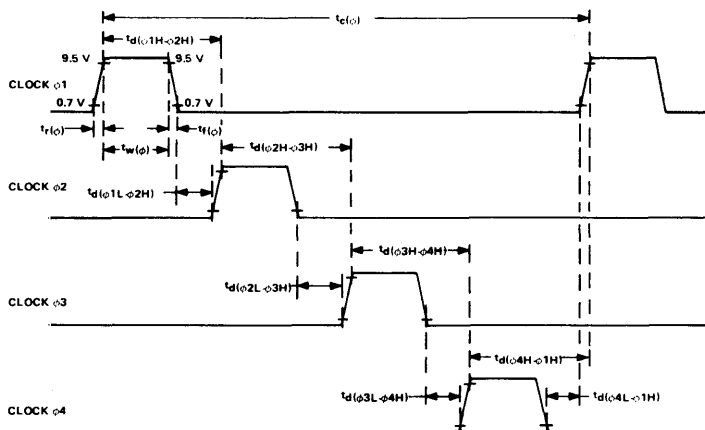 tc(φ)
td(φ1H-φ2H)
9.5 V
9.5 V
CLOCK φ1
0.7 V
0.7 V
tr(φ)
tf(φ)
tw(φ)
td(φ2H-φ3H)
CLOCK φ2
td(φ1L-φ2H)
td(φ3H-φ4H)
td(φ2L-φ3H)
CLOCK φ3
td(φ4H-φ1H)
td(φ3L-φ4H)
td(φ4L-φ1H)
CLOCK φ4